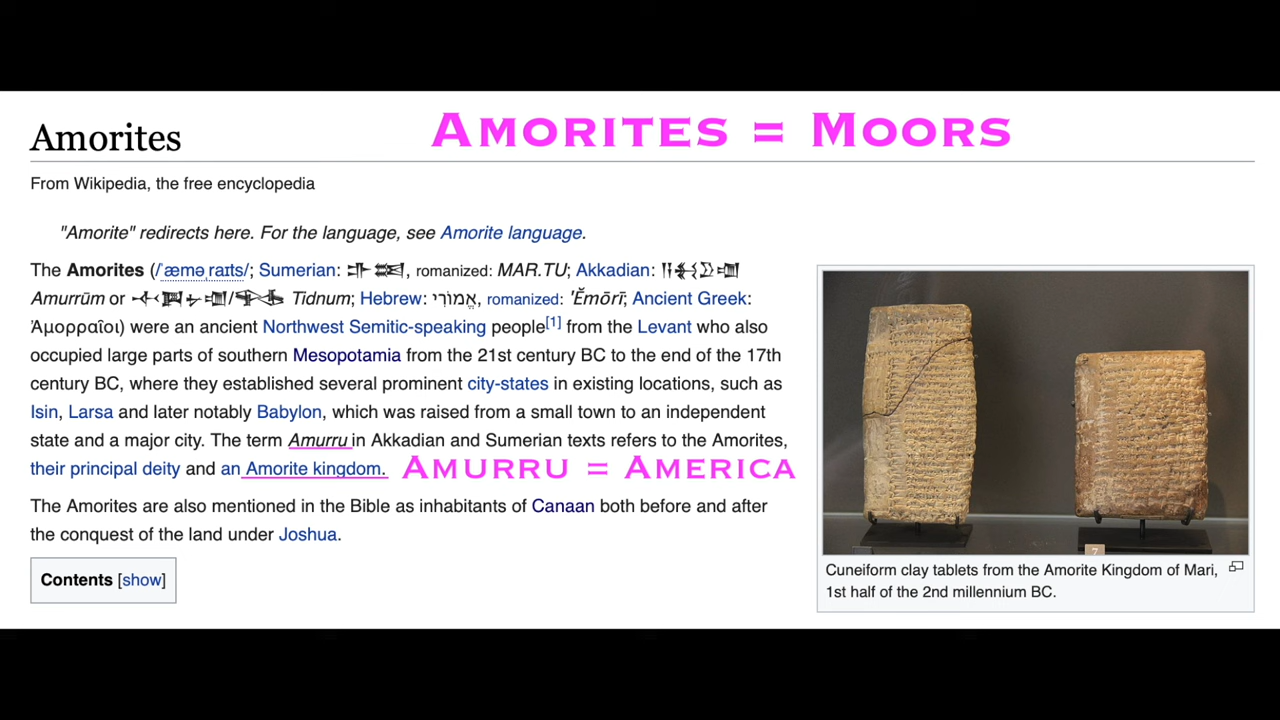 Amorites
AMORITES = MOORS
From Wikipedia, the free encyclopedia
"Amorite" redirects here. For the language, see Amorite language.
The Amorites (/ˈæməˌraɪts/; Sumerian: 𒈥𒌅, romanized: MAR.TU; Akkadian:
Amurrūm or / Tidnum; Hebrew: אֱמוֹרִי, romanized: ʼĔmōrī; Ancient Greek:
Ἀμορραῖοι) were an ancient Northwest Semitic-speaking people[1] from the Levant who also
occupied large parts of southern Mesopotamia from the 21st century BC to the end of the 17th
century BC, where they established several prominent city-states in existing locations, such as
Isin, Larsa and later notably Babylon, which was raised from a small town to an independent
state and a major city. The term Amurru in Akkadian and Sumerian texts refers to the Amorites,
their principal deity and an Amorite kingdom. AMURRU = AMERICA
The Amorites are also mentioned in the Bible as inhabitants of Canaan both before and after
the conquest of the land under Joshua.
Contents [show]
7
Cuneiform clay tablets from the Amorite Kingdom of Mari,
1st half of the 2nd millennium BC.